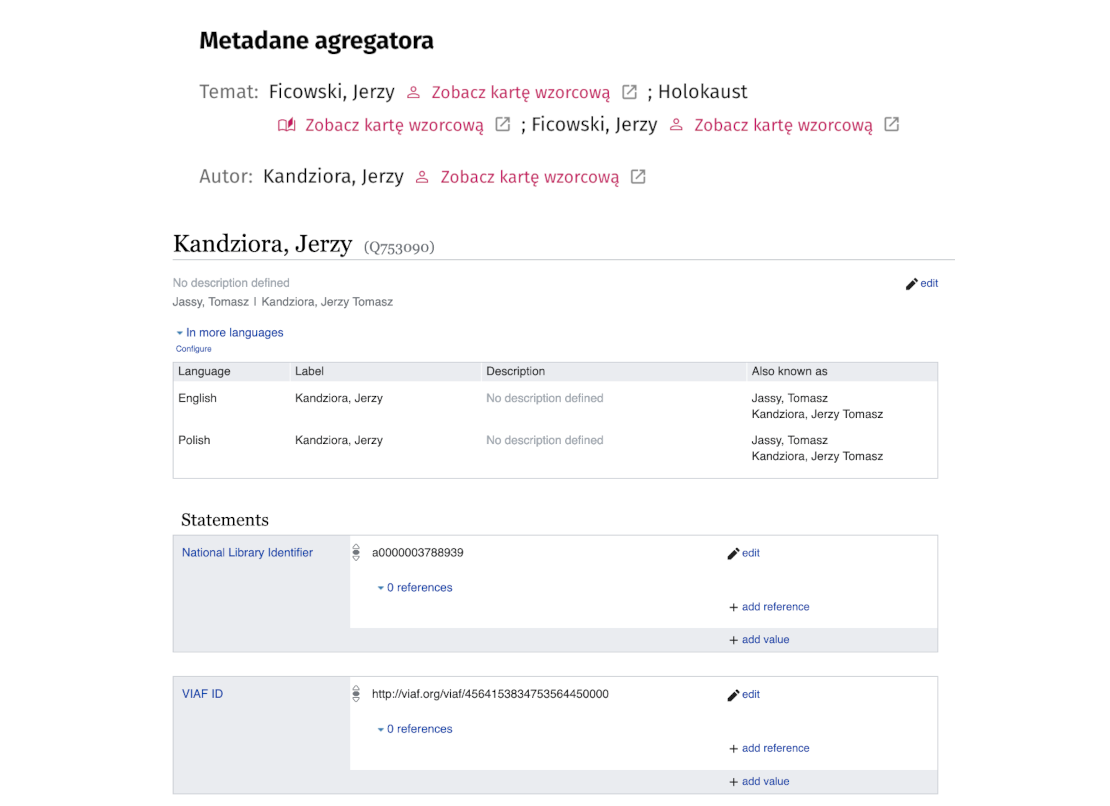 Metadane agregatora
Temat: Ficowski, Jerzy Zobacz kartę wzorcową ; Holokaust
Zobacz kartę wzorcową ; Ficowski, Jerzy Zobacz kartę wzorcową
Autor: Kandziora, Jerzy Zobacz kartę wzorcową
Kandziora, Jerzy (Q753090)
No description defined edit
Jassy, Tomasz | Kandziora, Jerzy Tomasz
In more languages
Configure
Language Label Description Also known as
English Kandziora, Jerzy No description defined Jassy, Tomasz
Kandziora, Jerzy Tomasz
Polish Kandziora, Jerzy No description defined Jassy, Tomasz
Kandziora, Jerzy Tomasz
Statements
National Library Identifier a0000003788939 edit
0 references
+ add reference
+ add value
VIAF ID http://viaf.org/viaf/4564153834753564450000 edit
0 references
+ add reference
+ add value